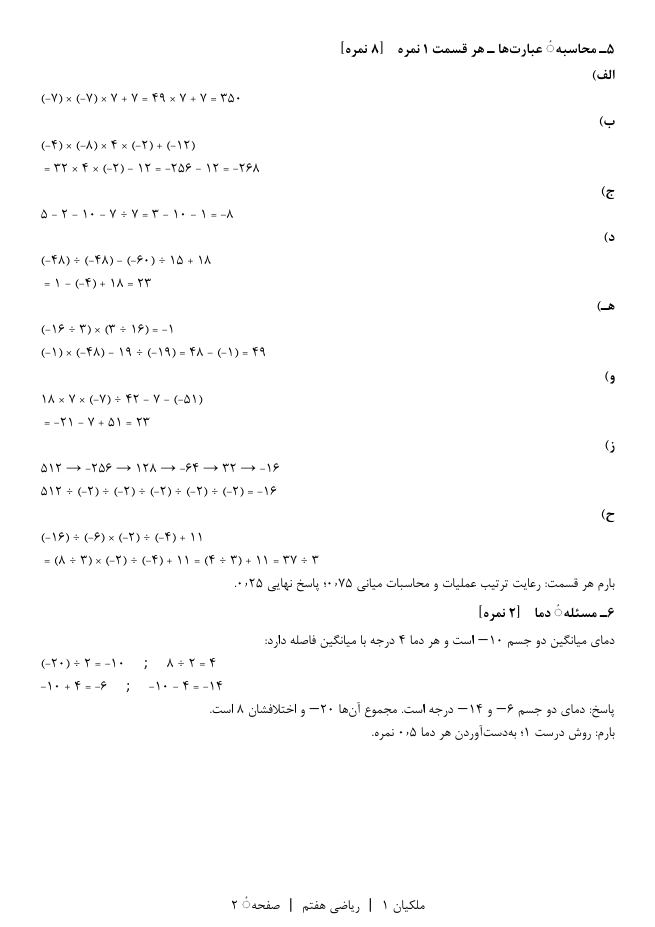 ۵ـ محاسبهٔ عبارت‌ها ـ هر قسمت ۱ نمره [۸ نمره]
الف)
(−۷) × (−۷) × ۷ + ۷ = ۴۹ × ۷ + ۷ = ۳۵۰
ب)
(−۴) × (−۸) × ۴ × (−۲) + (−۱۲)
= ۳۲ × ۴ × (−۲) − ۱۲ = −۲۵۶ − ۱۲ = −۲۶۸
ج)
۵ − ۲ − ۱۰ − ۷ ÷ ۷ = ۳ − ۱۰ − ۱ = −۸
د)
(−۴۸) ÷ (−۴۸) − (−۶۰) ÷ ۱۵ + ۱۸
= ۱ − (−۴) + ۱۸ = ۲۳
هـ)
(−۱۶ ÷ ۳) × (۳ ÷ ۱۶) = −۱
(−۱) × (−۴۸) − ۱۹ ÷ (−۱۹) = ۴۸ − (−۱) = ۴۹
و)
۱۸ × ۷ × (−۷) ÷ ۴۲ − ۷ − (−۵۱)
= −۲۱ − ۷ + ۵۱ = ۲۳
ز)
۵۱۲ → −۲۵۶ → ۱۲۸ → −۶۴ → ۳۲ → −۱۶
۵۱۲ ÷ (−۲) ÷ (−۲) ÷ (−۲) ÷ (−۲) ÷ (−۲) = −۱۶
ح)
(−۱۶) ÷ (−۶) × (−۲) ÷ (−۴) + ۱۱
= (۸ ÷ ۳) × (−۲) ÷ (−۴) + ۱۱ = (۴ ÷ ۳) + ۱۱ = ۳۷ ÷ ۳
بارم هر قسمت: رعایت ترتیب عملیات و محاسبات میانی ۰٫۷۵؛ پاسخ نهایی ۰٫۲۵.
۶ـ مسئلهٔ دما [۲ نمره]
دمای میانگین دو جسم −۱۰ است و هر دما ۴ درجه با میانگین فاصله دارد:
(−۲۰) ÷ ۲ = −۱۰ ; ۸ ÷ ۲ = ۴
−۱۰ + ۴ = −۶ ; −۱۰ − ۴ = −۱۴
پاسخ: دمای دو جسم −۶ و −۱۴ درجه است. مجموع آن‌ها −۲۰ و اختلافشان ۸ است.
بارم: روش درست ۱؛ به‌دست‌آوردن هر دما ۰٫۵ نمره.
ملکیان ۱ | ریاضی هفتم | صفحهٔ ۲